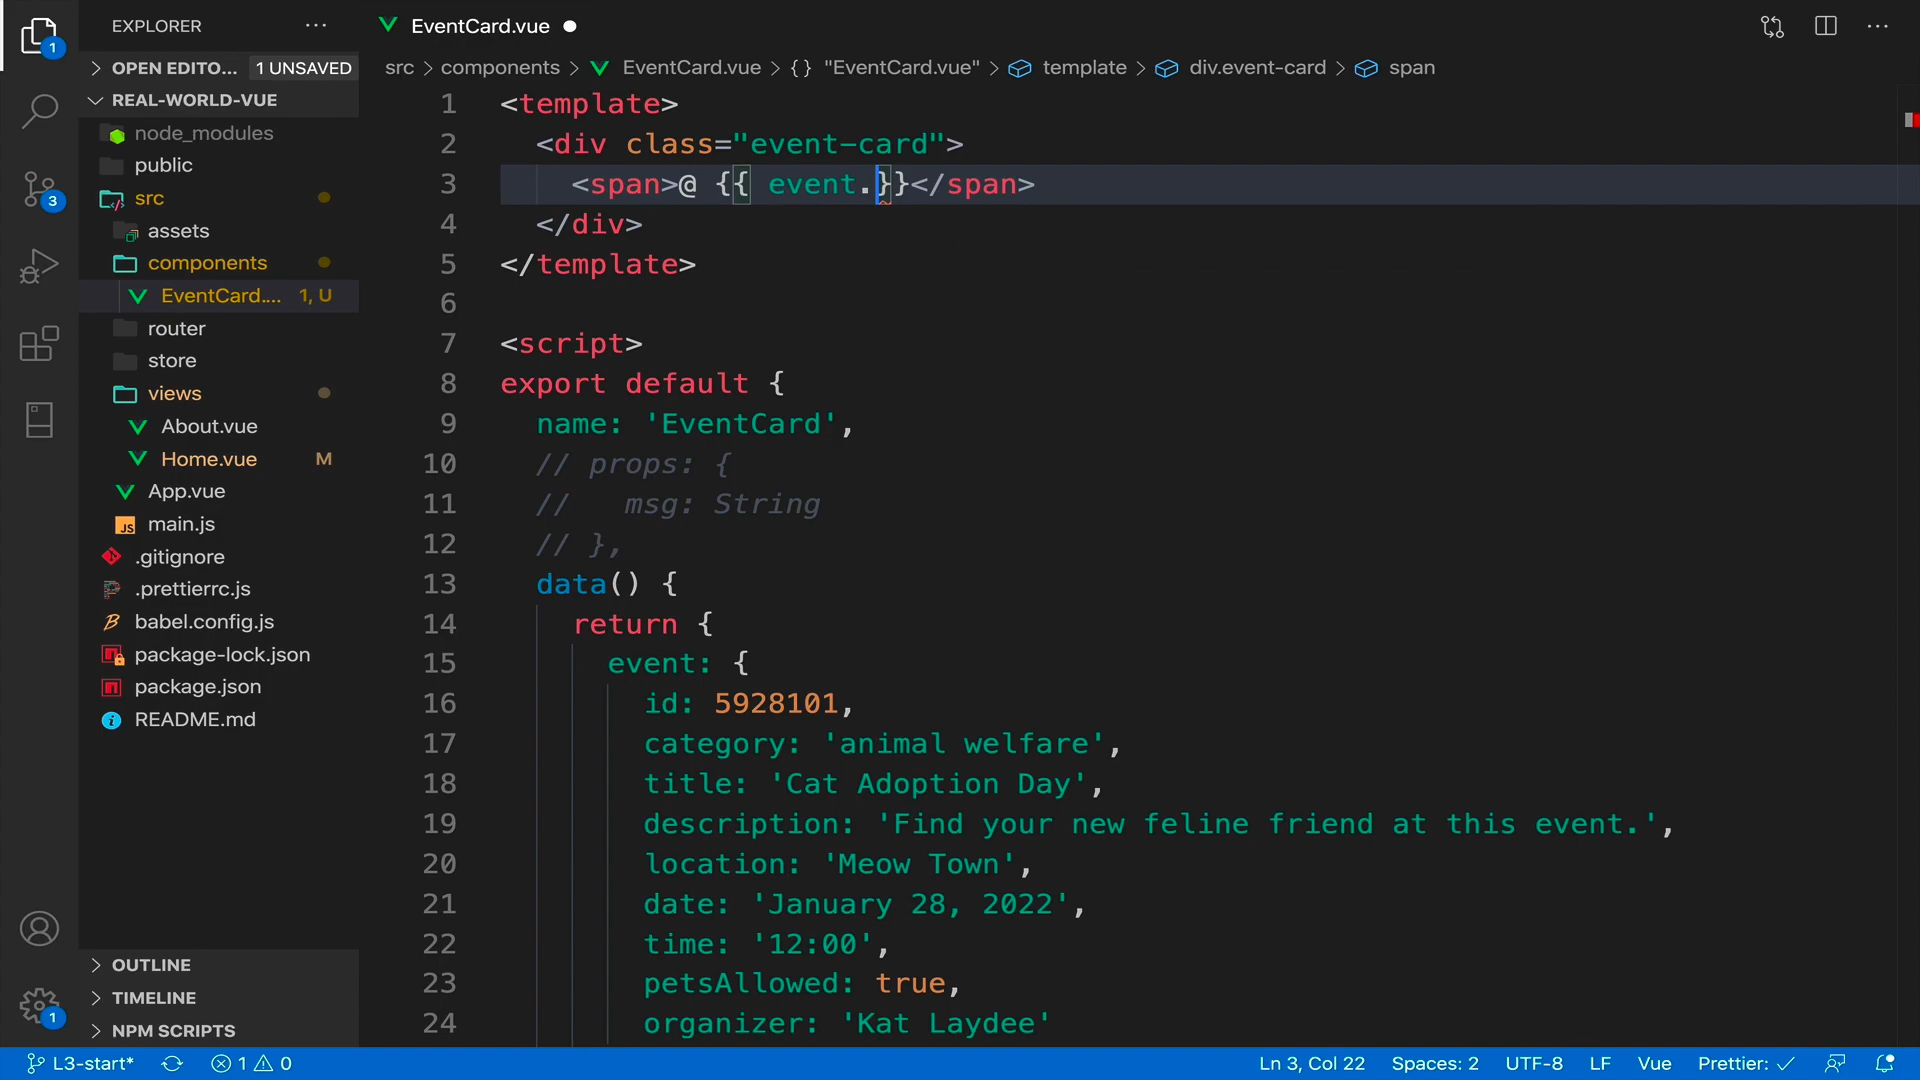 EXPLORER
EventCard.vue
OPEN EDITO... 1 UNSAVED
src > components > EventCard.vue > {} "EventCard.vue" > template > div.event-card > span
REAL-WORLD-VUE
node_modules
public
src
assets
components
EventCard.... 1, U
router
store
views
About.vue
Home.vue M
App.vue
main.js
.gitignore
.prettierrc.js
babel.config.js
package-lock.json
package.json
README.md
OUTLINE
TIMELINE
NPM SCRIPTS
1
3
1
1 <template>
2 <div class="event-card">
3 <span>@ {{ event.}}</span>
4 </div>
5 </template>
6
7 <script>
8 export default {
9 name: 'EventCard',
10 // props: {
11 //   msg: String
12 // },
13 data() {
14 return {
15 event: {
16 id: 5928101,
17 category: 'animal welfare',
18 title: 'Cat Adoption Day',
19 description: 'Find your new feline friend at this event.',
20 location: 'Meow Town',
21 date: 'January 28, 2022',
22 time: '12:00',
23 petsAllowed: true,
24 organizer: 'Kat Laydee'
L3-start* 1 0 Ln 3, Col 22 Spaces: 2 UTF-8 LF Vue Prettier: ✓